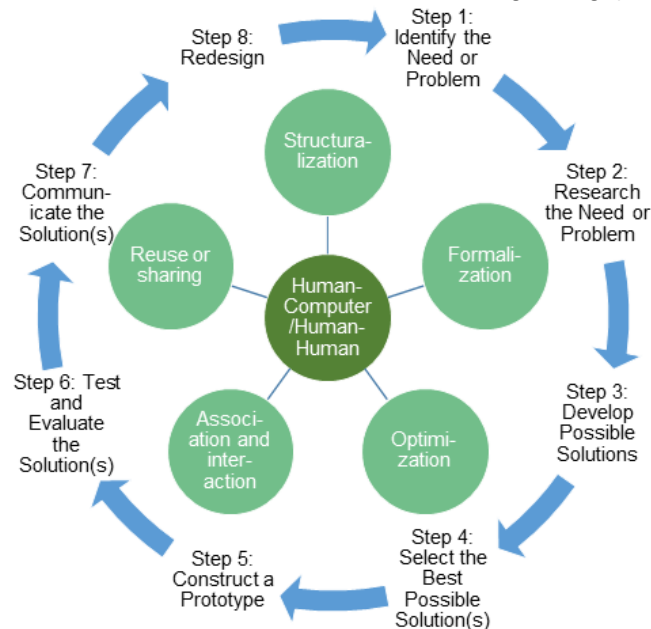 Step 1:
Identify the
Need or
Problem
Step 2:
Research
the Need or
Problem
Step 3:
Develop
Possible
Solutions
Step 4:
Select the
Best
Possible
Solution(s)
Step 5:
Construct a
Prototype
Step 6: Test
and
Evaluate
the
Solution(s)
Step 7:
Commun-
icate the
Solution(s)
Step 8:
Redesign
Structura-
lization
Formali-
zation
Optimi-
zation
Associ-
ation and
inter-
action
Reuse or
sharing
Human-
Computer
/Human-
Human